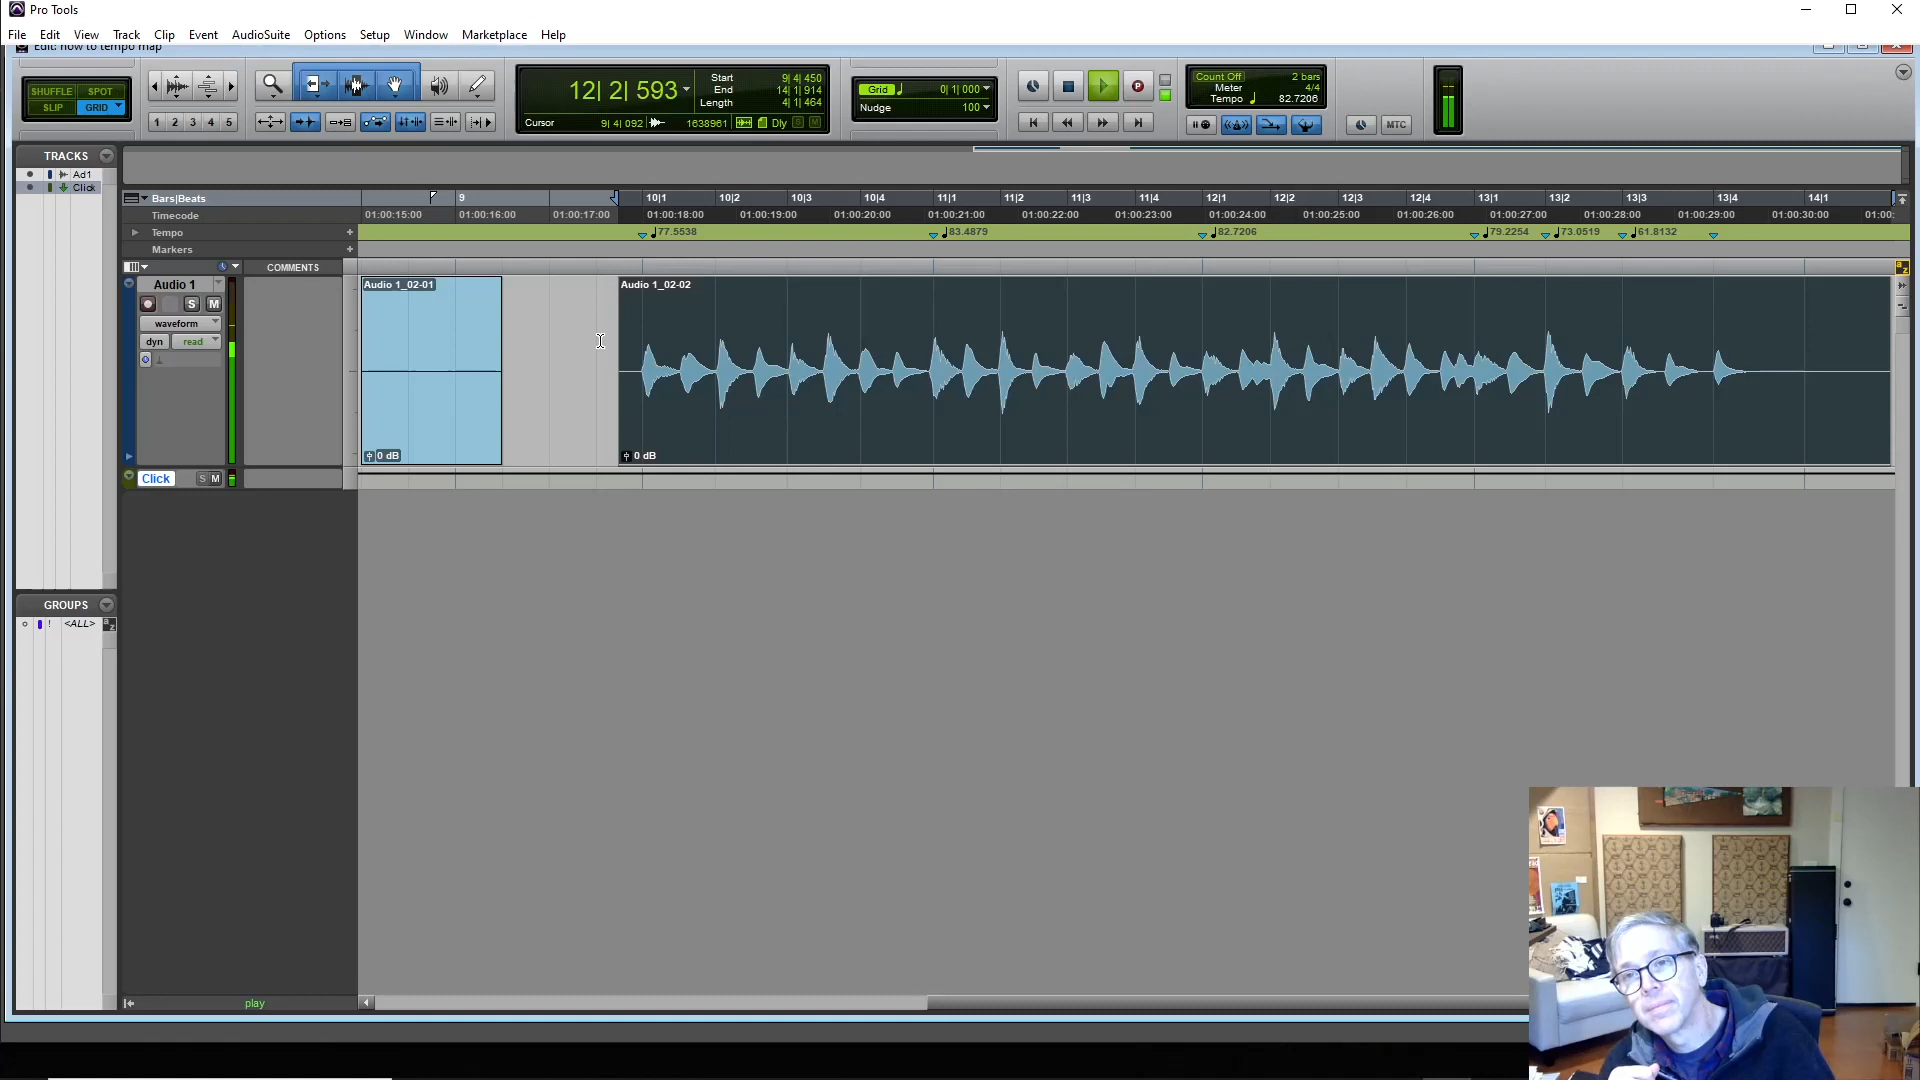 Pro Tools
File Edit View Track Clip Event AudioSuite Options Setup Window Marketplace Help
Edit: how to tempo map
SHUFFLE SPOT
SLIP GRID
1 2 3 4 5
12| 2| 593
Start 9| 4| 450
End 14| 1| 914
Length 4| 1| 464
Cursor 9| 4| 092 1638961 Dly S M
Grid 0| 1| 000
Nudge 100
Count Off 2 bars
Meter 4/4
Tempo 82.7206
MTC
TRACKS
Ad1
Click
Bars|Beats 9 10|1 10|2 10|3 10|4 11|1 11|2 11|3 11|4 12|1 12|2 12|3 12|4 13|1 13|2 13|3 13|4 14|1
Timecode 01:00:15:00 01:00:16:00 01:00:17:00 01:00:18:00 01:00:19:00 01:00:20:00 01:00:21:00 01:00:22:00 01:00:23:00 01:00:24:00 01:00:25:00 01:00:26:00 01:00:27:00 01:00:28:00 01:00:29:00 01:00:30:00 01:00:
Tempo + 77.5538 83.4879 82.7206 79.2254 73.0519 61.8132
Markers +
COMMENTS
Audio 1
S M
waveform
dyn read
Audio 1_02-01
0 dB
Audio 1_02-02
0 dB
Click S M
GROUPS
! <ALL>
a z
play